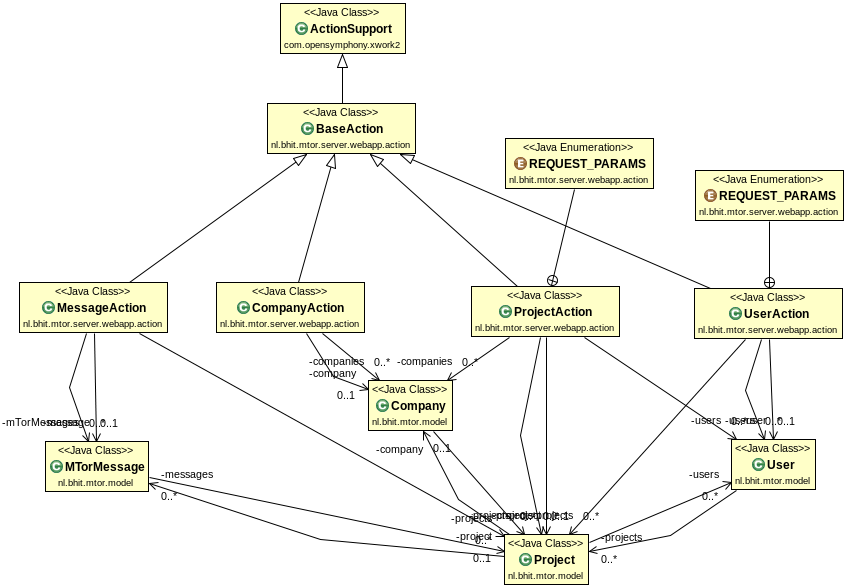 <<Java Class>>
ActionSupport
com.opensymphony.xwork2
<<Java Class>>
BaseAction
nl.bhit.mtor.server.webapp.action
<<Java Enumeration>>
REQUEST_PARAMS
nl.bhit.mtor.server.webapp.action
<<Java Enumeration>>
REQUEST_PARAMS
nl.bhit.mtor.server.webapp.action
<<Java Class>>
MessageAction
nl.bhit.mtor.server.webapp.action
<<Java Class>>
CompanyAction
nl.bhit.mtor.server.webapp.action
<<Java Class>>
ProjectAction
nl.bhit.mtor.server.webapp.action
<<Java Class>>
UserAction
nl.bhit.mtor.server.webapp.action
-companies
0..*
-companies
0..*
-company
0..1
<<Java Class>>
Company
nl.bhit.mtor.model
-mTorMessage
0..1
-users
0..1
<<Java Class>>
MTorMessage
nl.bhit.mtor.model
-company
0..1
<<Java Class>>
User
nl.bhit.mtor.model
-messages
0..*
-users
0..*
-projects
0..*
-project
0..1
0..*
<<Java Class>>
Project
nl.bhit.mtor.model
-projects
0..*